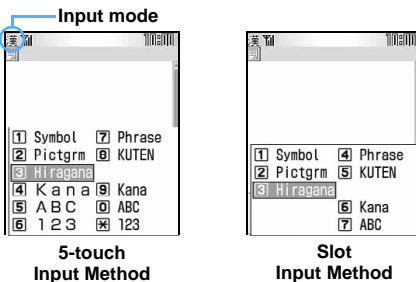 Input mode
漢 10:00
1 Symbol 7 Phrase
2 Pictgrm 8 KUTEN
3 Hiragana
4 Ｋａｎａ 9 Kana
5 ＡＢＣ 0 ABC
6 １２３ ⚹ 123
5-touch
Input Method
漢 10:00
1 Symbol 4 Phrase
2 Pictgrm 5 KUTEN
3 Hiragana
6 Kana
7 ABC
Slot
Input Method